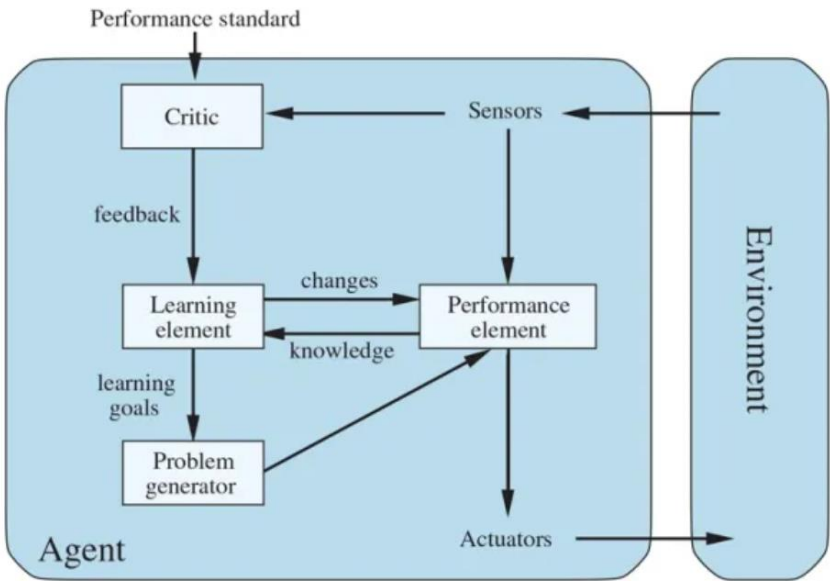 Performance standard
Critic
Sensors
feedback
changes
Learning
element
Performance
element
knowledge
learning
goals
Problem
generator
Actuators
Agent
Environment